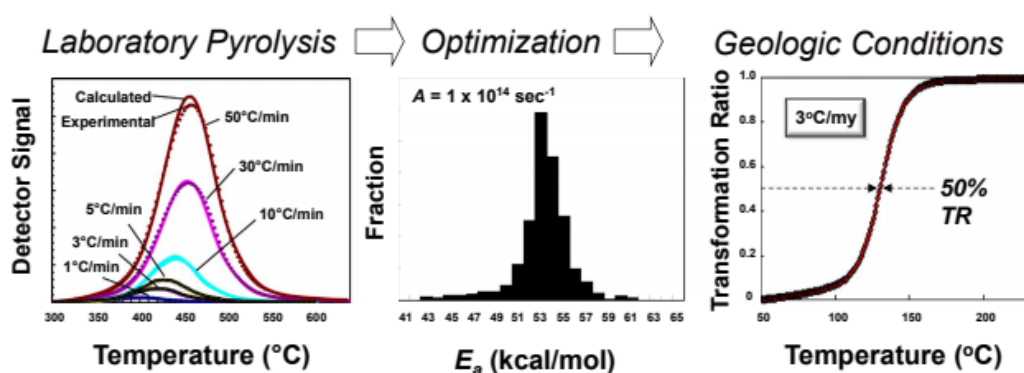 Laboratory Pyrolysis
Optimization
Geologic Conditions
Detector Signal
Calculated
Experimental
50°C/min
30°C/min
10°C/min
5°C/min
3°C/min
1°C/min
300 350 400 450 500 550 600
Temperature (°C)
A = 1 x 10¹⁴ sec⁻¹
Fraction
41 43 45 47 49 51 53 55 57 59 61 63 65
Eₐ (kcal/mol)
Transformation Ratio
1.0
0.8
0.6
0.4
0.2
0
3°C/my
50%
TR
50 100 150 200
Temperature (°C)